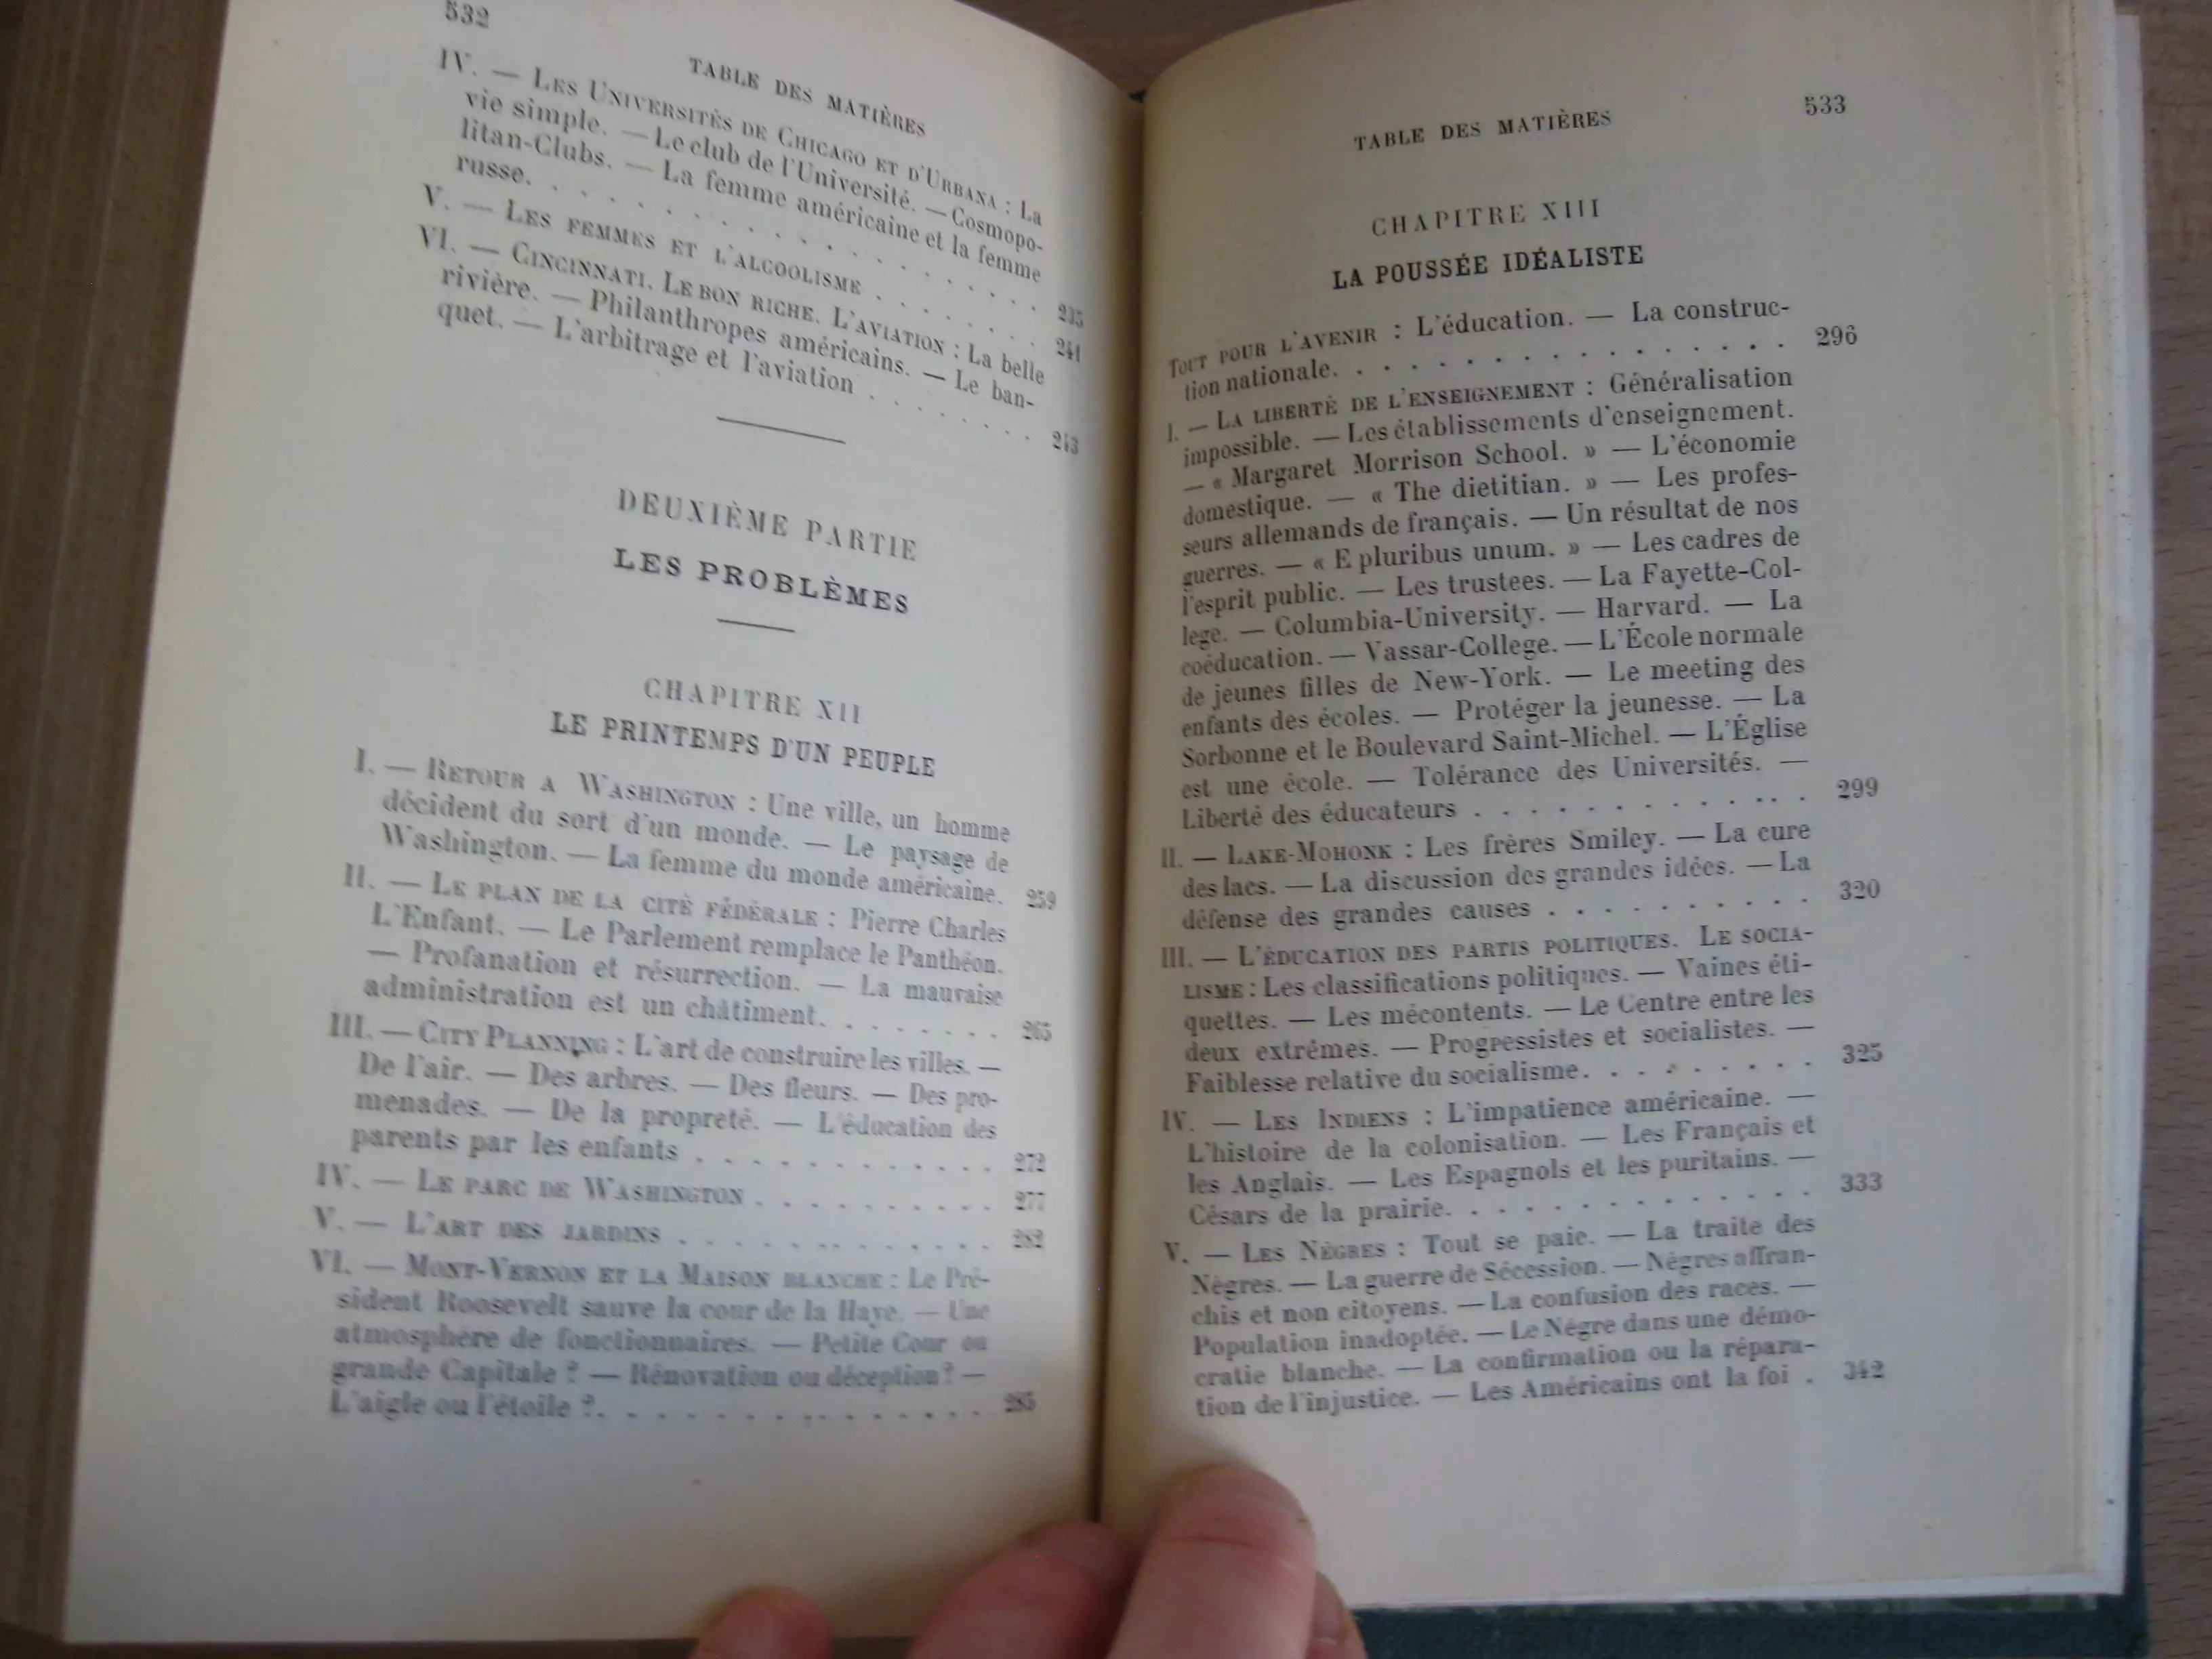 532
TABLE DES MATIÈRES
IV. — Les Universités de Chicago et d'Urbana : La
vie simple. — Le club de l'Université. — Cosmopo-
litan-Clubs. — La femme américaine et la femme
russe. . . . . . . . . . . . . . . . . . . . 235
V. — Les femmes et l'alcoolisme . . . . . . . 241
VI. — Cincinnati. Le bon riche. L'aviation : La belle
rivière. — Philanthropes américains. — Le ban-
quet. — L'arbitrage et l'aviation . . . . . . . 243
DEUXIÈME PARTIE
LES PROBLÈMES
CHAPITRE XII
LE PRINTEMPS D'UN PEUPLE
I. — Retour a Washington : Une ville, un homme
décident du sort d'un monde. — Le paysage de
Washington. — La femme du monde américaine. 259
II. — Le plan de la cité fédérale : Pierre Charles
L'Enfant. — Le Parlement remplace le Panthéon.
— Profanation et résurrection. — La mauvaise
administration est un châtiment. . . . . . . . 265
III. — City Planning : L'art de construire les villes. —
De l'air. — Des arbres. — Des fleurs. — Des pro-
menades. — De la propreté. — L'éducation des
parents par les enfants . . . . . . . . . . . . 272
IV. — Le parc de Washington . . . . . . . . . 277
V. — L'art des jardins . . . . . . . . . . . . 282
VI. — Mont-Vernon et la Maison blanche : Le Pré-
sident Roosevelt sauve la cour de la Haye. — Une
atmosphère de fonctionnaires. — Petite Cour ou
grande Capitale ? — Rénovation ou déception ? —
L'aigle ou l'étoile ?. . . . . . . . . . . . . . . 285
TABLE DES MATIÈRES 533
CHAPITRE XIII
LA POUSSÉE IDÉALISTE
Tout pour l'avenir : L'éducation. — La construc-
tion nationale. . . . . . . . . . . . . . . 296
I. — La liberté de l'enseignement : Généralisation
impossible. — Les établissements d'enseignement.
— « Margaret Morrison School. » — L'économie
domestique. — « The dietitian. » — Les profes-
seurs allemands de français. — Un résultat de nos
guerres. — « E pluribus unum. » — Les cadres de
l'esprit public. — Les trustees. — La Fayette-Col-
lege. — Columbia-University. — Harvard. — La
coéducation. — Vassar-College. — L'École normale
de jeunes filles de New-York. — Le meeting des
enfants des écoles. — Protéger la jeunesse. — La
Sorbonne et le Boulevard Saint-Michel. — L'Église
est une école. — Tolérance des Universités. —
Liberté des éducateurs . . . . . . . . . . . . . 299
II. — Lake-Mohonk : Les frères Smiley. — La cure
des lacs. — La discussion des grandes idées. — La
défense des grandes causes . . . . . . . . . . 320
III. — L'éducation des partis politiques. Le socia-
lisme : Les classifications politiques. — Vaines éti-
quettes. — Les mécontents. — Le Centre entre les
deux extrêmes. — Progressistes et socialistes. —
Faiblesse relative du socialisme. . . . . . . . . 325
IV. — Les Indiens : L'impatience américaine. —
L'histoire de la colonisation. — Les Français et
les Anglais. — Les Espagnols et les puritains. —
Césars de la prairie. . . . . . . . . . . . . . 333
V. — Les Nègres : Tout se paie. — La traite des
Nègres. — La guerre de Sécession. — Nègres affran-
chis et non citoyens. — La confusion des races. —
Population inadoptée. — Le Nègre dans une démo-
cratie blanche. — La confirmation ou la répara-
tion de l'injustice. — Les Américains ont la foi . 342